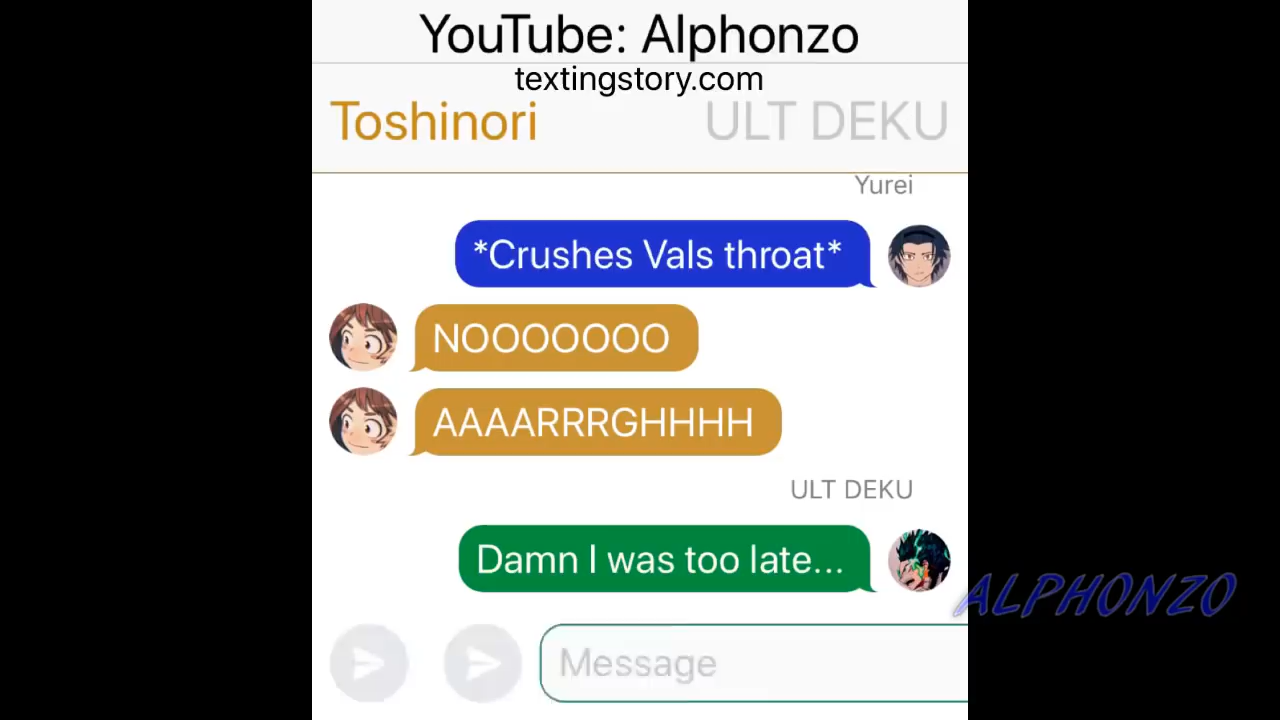 YouTube: Alphonzo
textingstory.com
Toshinori ULT DEKU
Yurei
*Crushes Vals throat*
NOOOOOOO
AAAARRRGHHHH
ULT DEKU
Damn I was too late...
ALPHONZO
Message